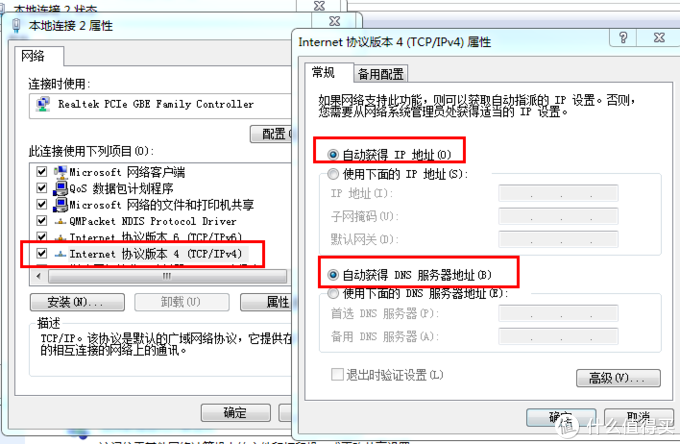 本地连接 2 状态
本地连接 2 属性
网络
连接时使用:
Realtek PCIe GBE Family Controller
配置(
此连接使用下列项目(O):
Microsoft 网络客户端
QoS 数据包计划程序
Microsoft 网络的文件和打印机共享
QMPacket NDIS Protocol Driver
Internet 协议版本 6 (TCP/IPv6)
Internet 协议版本 4 (TCP/IPv4)
安装(N)...
卸载(U)
属性
描述
TCP/IP。该协议是默认的广域网络协议，它提供在
的相互连接的网络上的通讯。
确定
Internet 协议版本 4 (TCP/IPv4) 属性
常规
备用配置
如果网络支持此功能，则可以获取自动指派的 IP 设置。否则，
您需要从网络系统管理员处获得适当的 IP 设置。
自动获得 IP 地址(O)
使用下面的 IP 地址(S):
IP 地址(I):
子网掩码(U):
默认网关(D):
自动获得 DNS 服务器地址(B)
使用下面的 DNS 服务器地址(E):
首选 DNS 服务器(P):
备用 DNS 服务器(A):
退出时验证设置(L)
高级(V)...
确定
取消
值 什么值得买